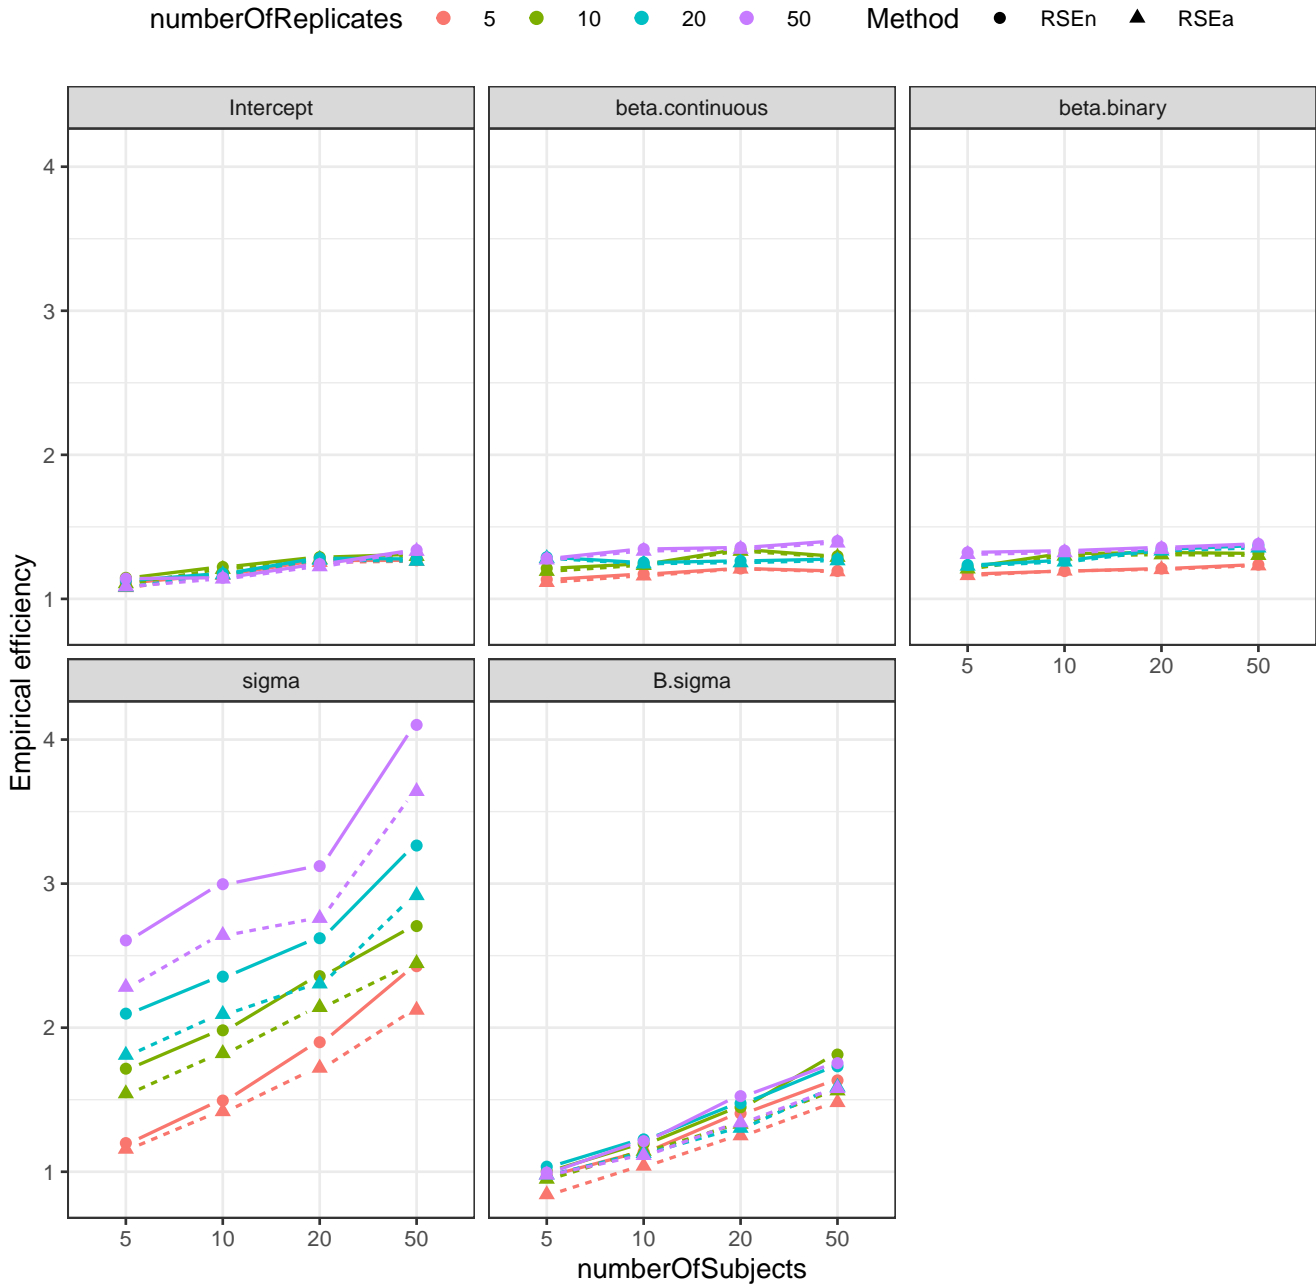 numberOfReplicates 5 10 20 50 Method RSEn RSEa
Intercept beta.continuous beta.binary
4
3
2
1
5 10 20 50
Empirical efficiency
sigma B.sigma
4
3
2
1
5 10 20 50 5 10 20 50
numberOfSubjects